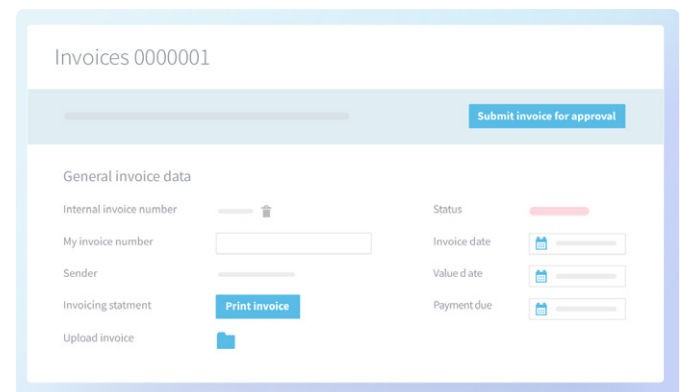 Invoices 0000001
Submit invoice for approval
General invoice data
Internal invoice number
Status
My invoice number
Invoice date
Sender
Value date
Invoicing statment
Print invoice
Payment due
Upload invoice